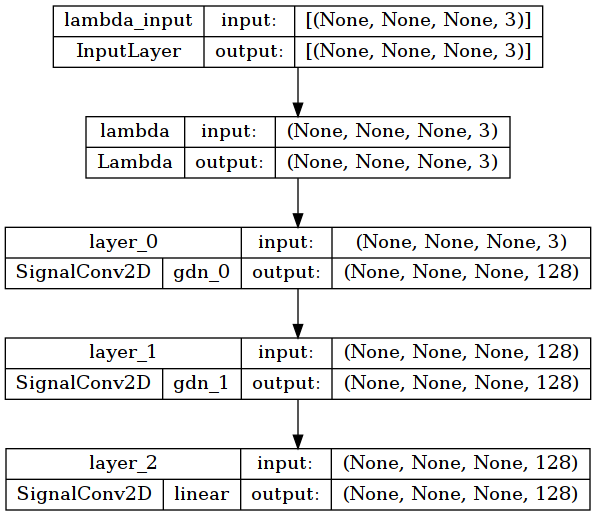 lambda_input input: [(None, None, None, 3)]
InputLayer output: [(None, None, None, 3)]
lambda input: (None, None, None, 3)
Lambda output: (None, None, None, 3)
layer_0 input: (None, None, None, 3)
SignalConv2D gdn_0 output: (None, None, None, 128)
layer_1 input: (None, None, None, 128)
SignalConv2D gdn_1 output: (None, None, None, 128)
layer_2 input: (None, None, None, 128)
SignalConv2D linear output: (None, None, None, 128)